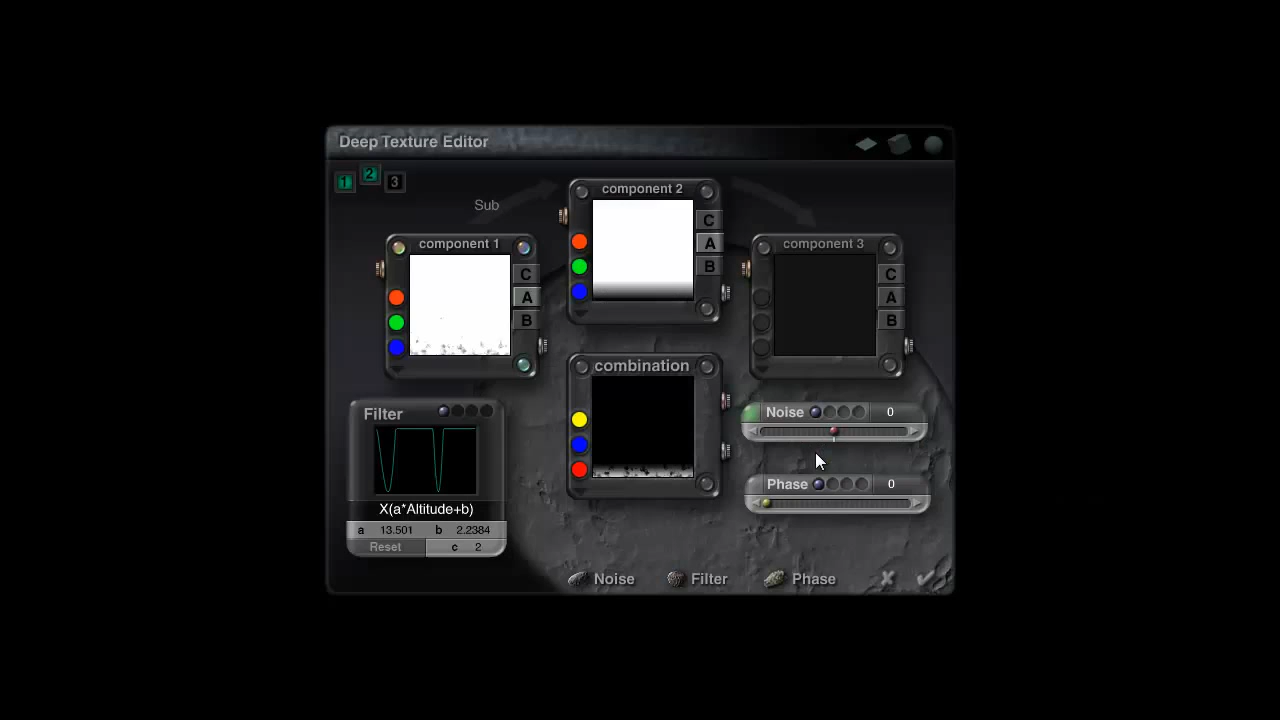 Deep Texture Editor
1 2 3
Sub
component 1
C
A
B
component 2
C
A
B
component 3
C
A
B
combination
Filter
X(a*Altitude+b)
a 13.501 b 2.2384
Reset c 2
Noise 0
Phase 0
Noise Filter Phase